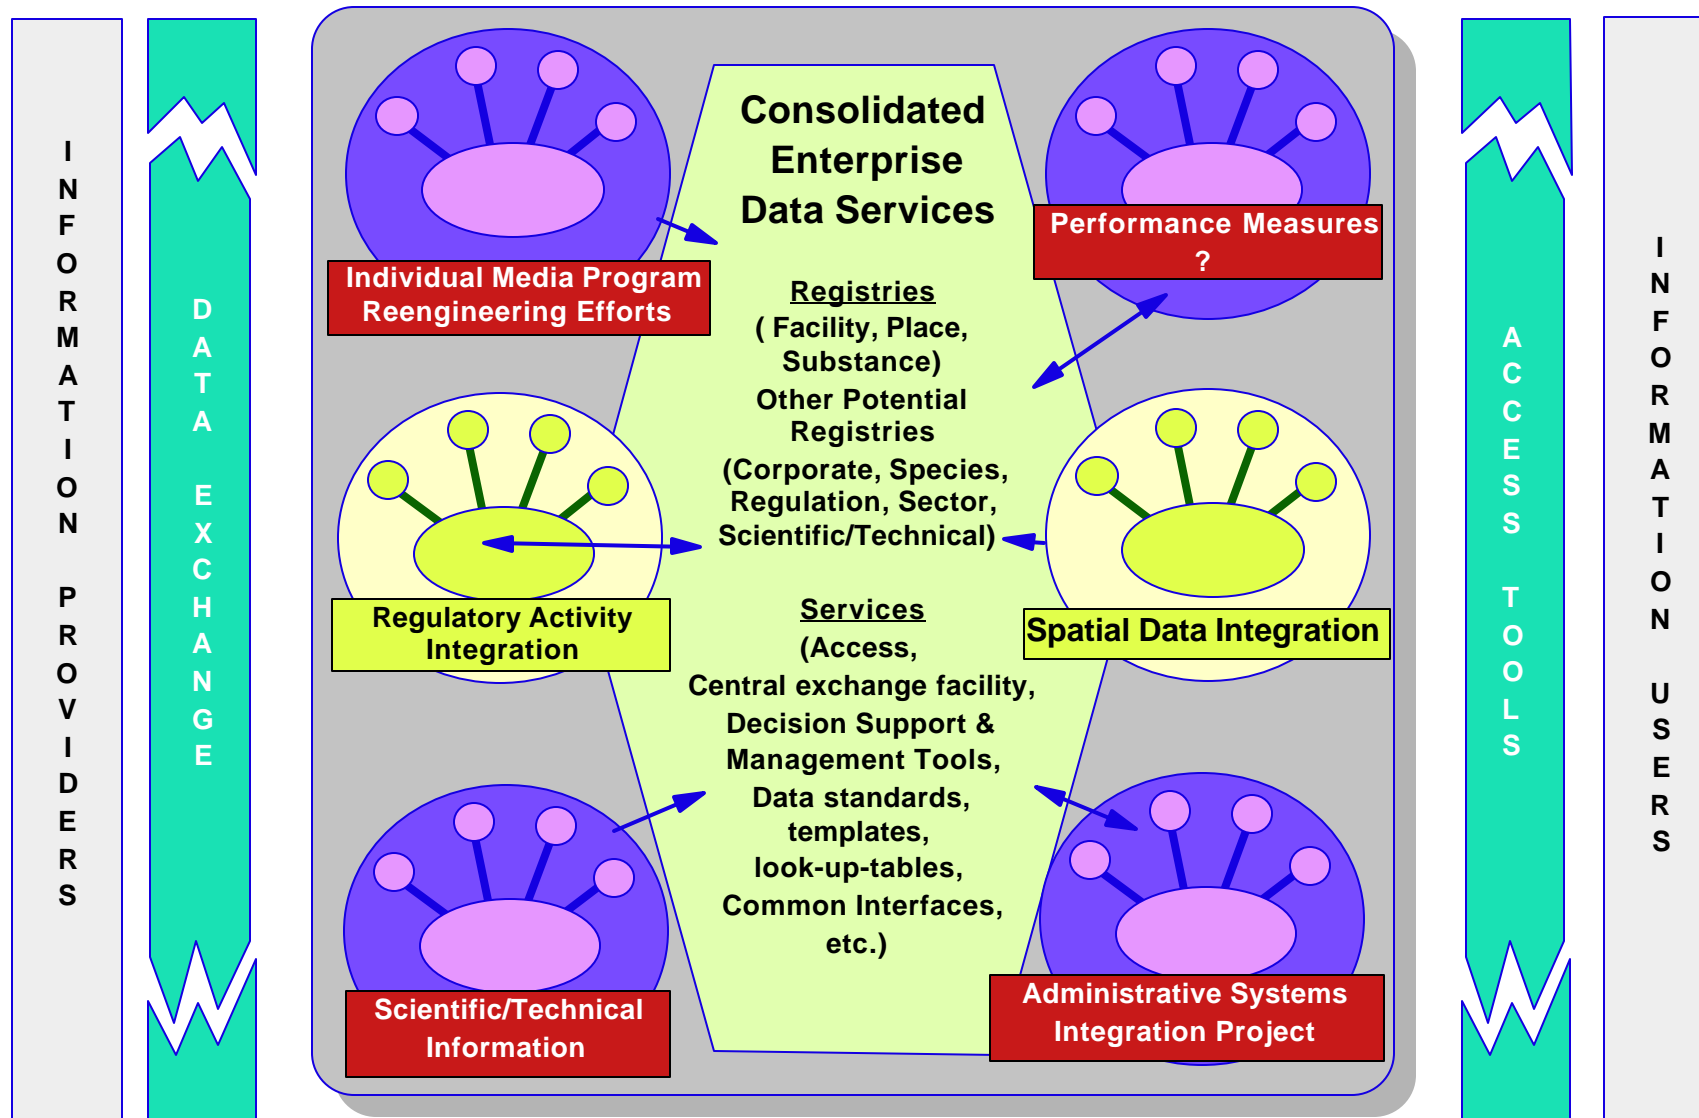 INFORMATION PROVIDERS
DATA EXCHANGE
Individual Media Program
Reengineering Efforts
Regulatory Activity
Integration
Scientific/Technical
Information
Consolidated
Enterprise
Data Services
Registries
( Facility, Place,
Substance)
Other Potential
Registries
(Corporate, Species,
Regulation, Sector,
Scientific/Technical)
Services
(Access,
Central exchange facility,
Decision Support &
Management Tools,
Data standards,
templates,
look-up-tables,
Common Interfaces,
etc.)
Performance Measures
?
Spatial Data Integration
Administrative Systems
Integration Project
ACCESS TOOLS
INFORMATION USERS